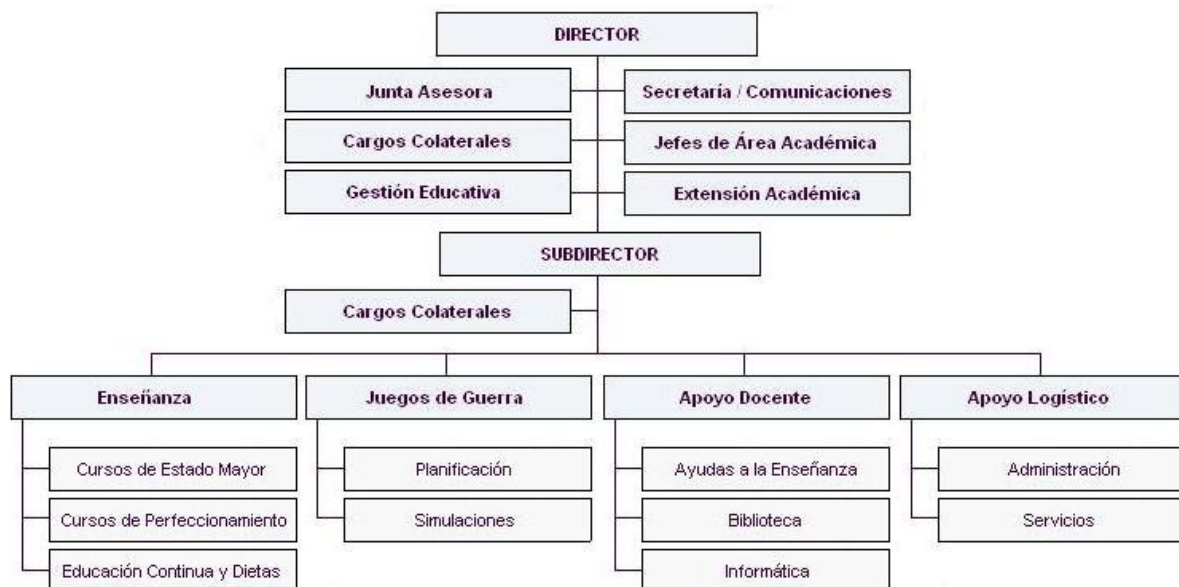 DIRECTOR
Junta Asesora
Secretaría / Comunicaciones
Cargos Colaterales
Jefes de Área Académica
Gestión Educativa
Extensión Académica
SUBDIRECTOR
Cargos Colaterales
Enseñanza
Juegos de Guerra
Apoyo Docente
Apoyo Logístico
Cursos de Estado Mayor
Planificación
Ayudas a la Enseñanza
Administración
Cursos de Perfeccionamiento
Simulaciones
Biblioteca
Servicios
Educación Continua y Dietas
Informática